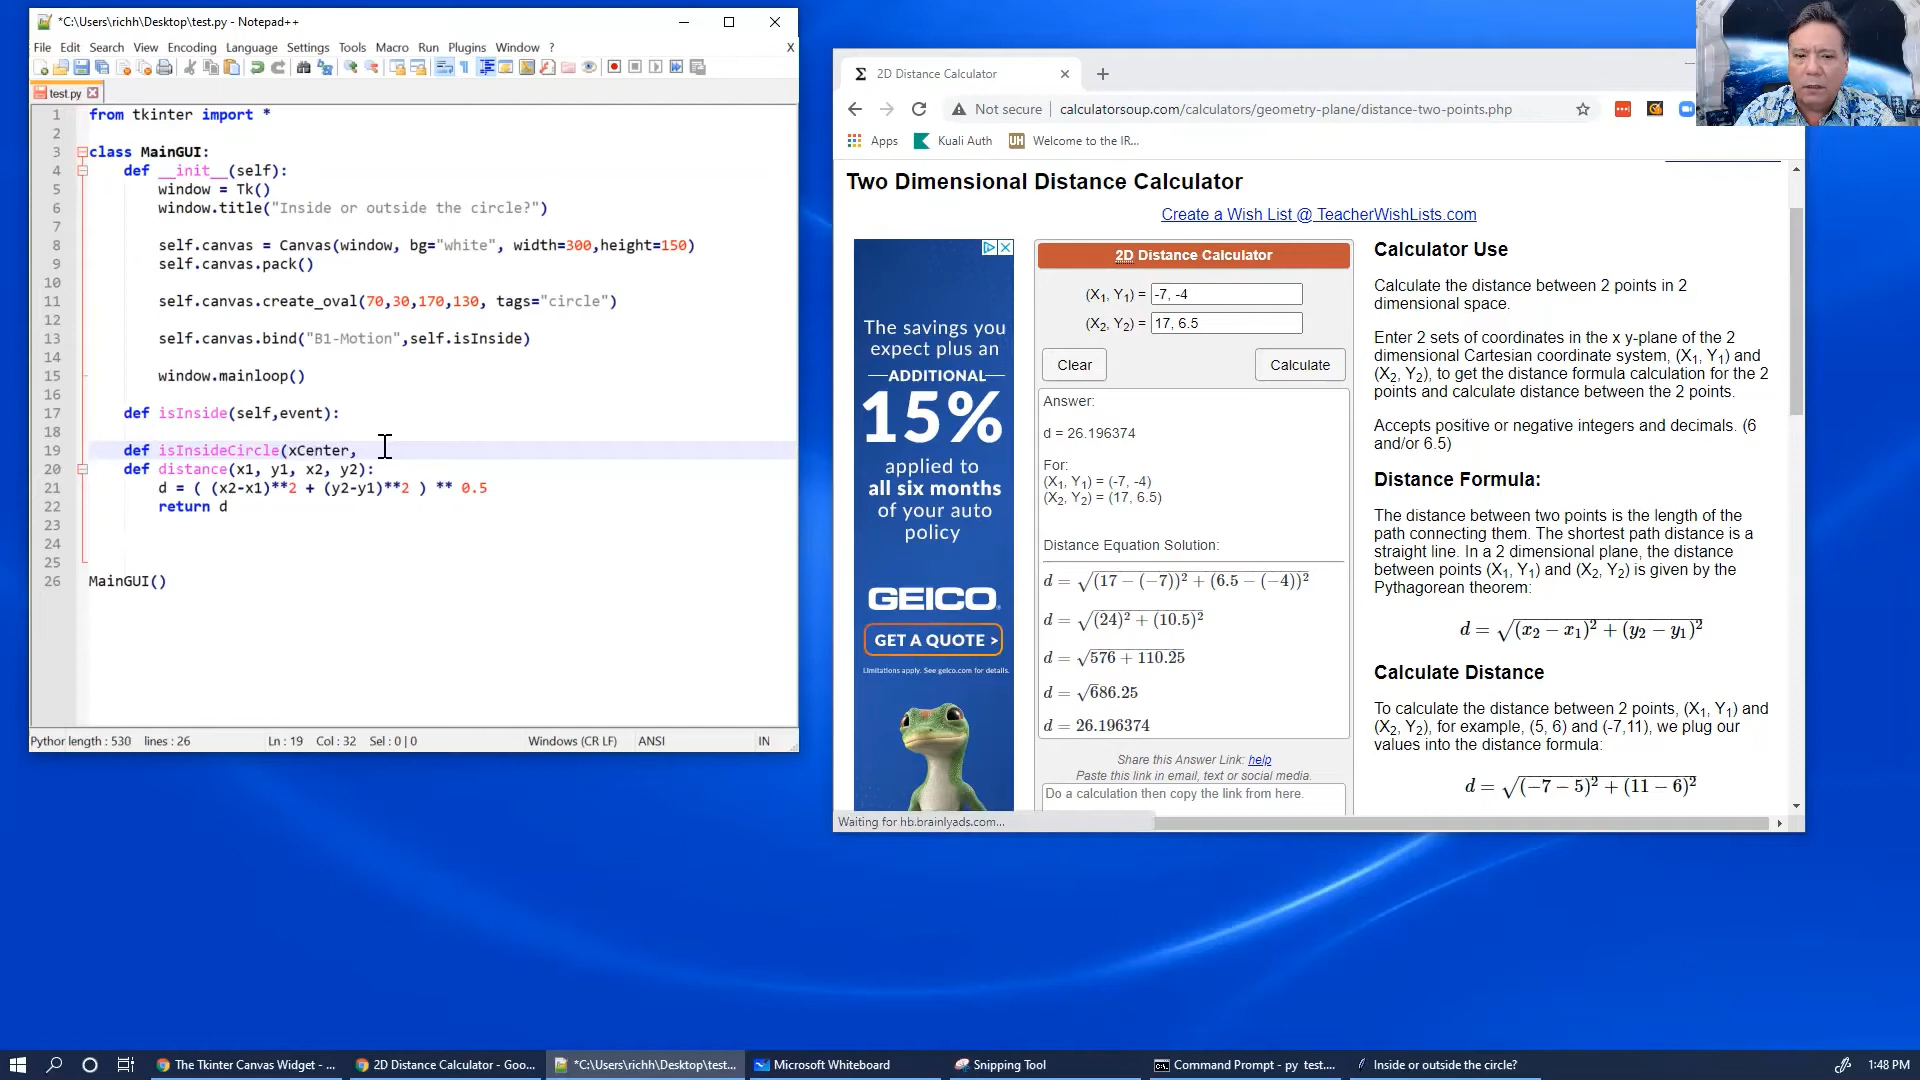 *C:\Users\richh\Desktop\test.py - Notepad++
File Edit Search View Encoding Language Settings Tools Macro Run Plugins Window ? X
test.py
1 from tkinter import *
2
3 class MainGUI:
4 def __init__(self):
5 window = Tk()
6 window.title("Inside or outside the circle?")
7
8 self.canvas = Canvas(window, bg="white", width=300,height=150)
9 self.canvas.pack()
10
11 self.canvas.create_oval(70,30,170,130, tags="circle")
12
13 self.canvas.bind("B1-Motion",self.isInside)
14
15 window.mainloop()
16
17 def isInside(self,event):
18
19 def isInsideCircle(xCenter,
20 def distance(x1, y1, x2, y2):
21 d = ( (x2-x1)**2 + (y2-y1)**2 ) ** 0.5
22 return d
23
24
25
26 MainGUI()
Python length : 530 lines : 26 Ln : 19 Col : 32 Sel : 0 | 0 Windows (CR LF) ANSI IN
2D Distance Calculator
Not secure calculatorsoup.com/calculators/geometry-plane/distance-two-points.php
Apps Kuali Auth UH Welcome to the IR...
Two Dimensional Distance Calculator
Create a Wish List @ TeacherWishLists.com
The savings you
expect plus an
ADDITIONAL
15%
applied to
all six months
of your auto
policy
GEICO
GET A QUOTE >
Limitations apply. See geico.com for details.
2D Distance Calculator
(X1, Y1) = -7, -4
(X2, Y2) = 17, 6.5
Clear Calculate
Answer:
d = 26.196374
For:
(X1, Y1) = (-7, -4)
(X2, Y2) = (17, 6.5)
Distance Equation Solution:
d = √(17 − (−7))² + (6.5 − (−4))²
d = √(24)² + (10.5)²
d = √576 + 110.25
d = √686.25
d = 26.196374
Share this Answer Link: help
Paste this link in email, text or social media.
Do a calculation then copy the link from here.
Calculator Use
Calculate the distance between 2 points in 2
dimensional space.
Enter 2 sets of coordinates in the x y-plane of the 2
dimensional Cartesian coordinate system, (X1, Y1) and
(X2, Y2), to get the distance formula calculation for the 2
points and calculate distance between the 2 points.
Accepts positive or negative integers and decimals. (6
and/or 6.5)
Distance Formula:
The distance between two points is the length of the
path connecting them. The shortest path distance is a
straight line. In a 2 dimensional plane, the distance
between points (X1, Y1) and (X2, Y2) is given by the
Pythagorean theorem:
d = √(x2 − x1)² + (y2 − y1)²
Calculate Distance
To calculate the distance between 2 points, (X1, Y1) and
(X2, Y2), for example, (5, 6) and (-7,11), we plug our
values into the distance formula:
d = √(−7 − 5)² + (11 − 6)²
Waiting for hb.brainlyads.com...
The Tkinter Canvas Widget - ...
2D Distance Calculator - Goo...
*C:\Users\richh\Desktop\test...
Microsoft Whiteboard
Snipping Tool
Command Prompt - py test....
Inside or outside the circle?
1:48 PM